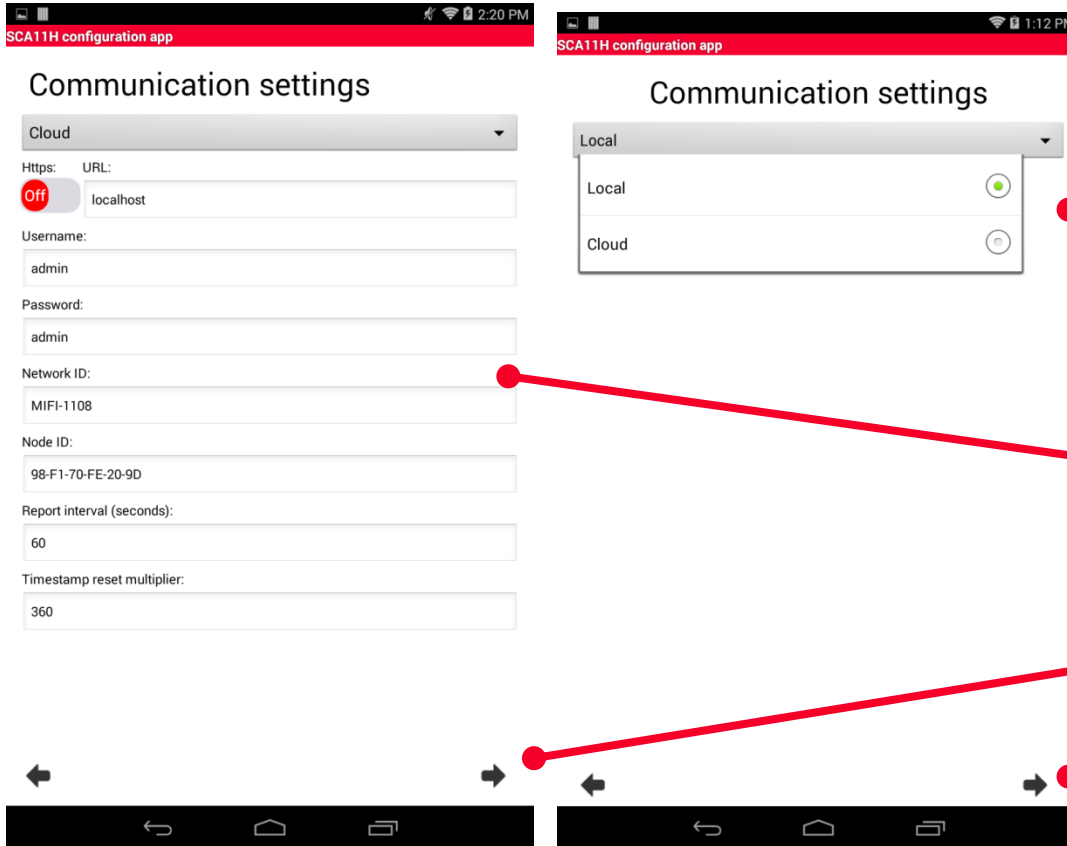 2:20 PM
SCA11H configuration app
Communication settings
Cloud
Https: URL:
Off localhost
Username:
admin
Password:
admin
Network ID:
MIFI-1108
Node ID:
98-F1-70-FE-20-9D
Report interval (seconds):
60
Timestamp reset multiplier:
360
1:12 PM
SCA11H configuration app
Communication settings
Local
Local
Cloud